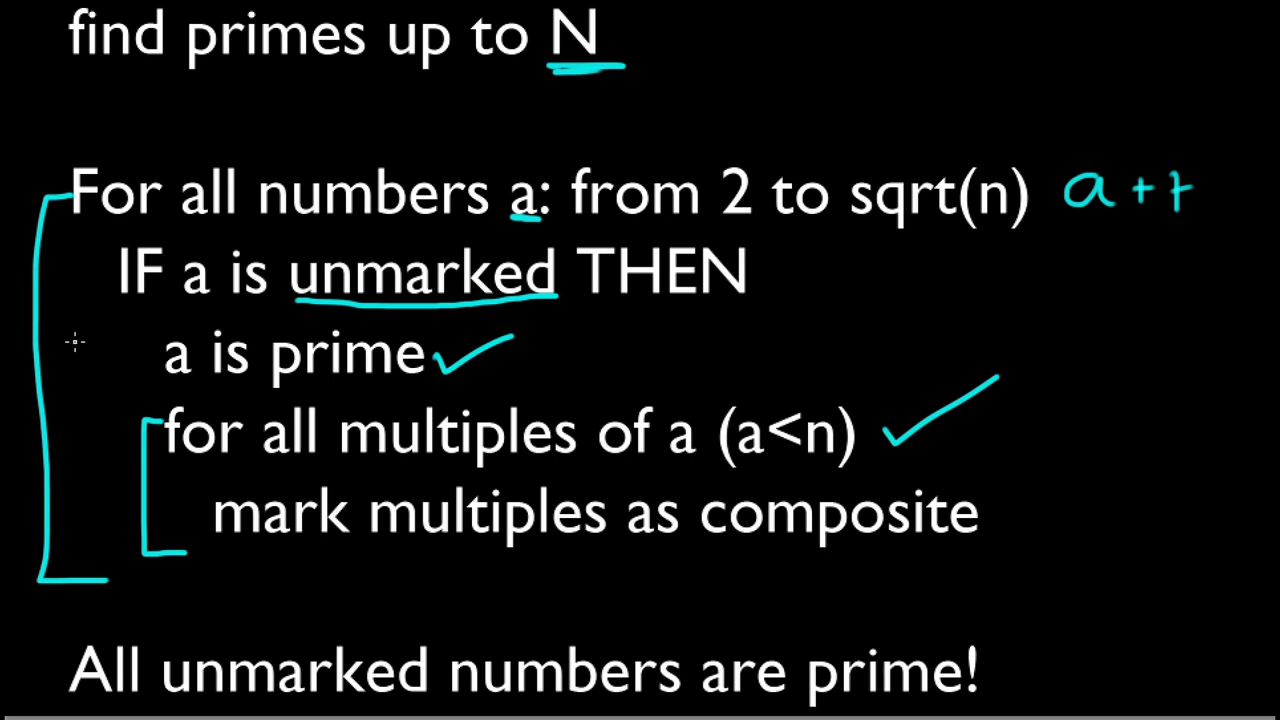 find primes up to N
For all numbers a: from 2 to sqrt(n) a++
IF a is unmarked THEN
a is prime
for all multiples of a (a<n)
mark multiples as composite
All unmarked numbers are prime!